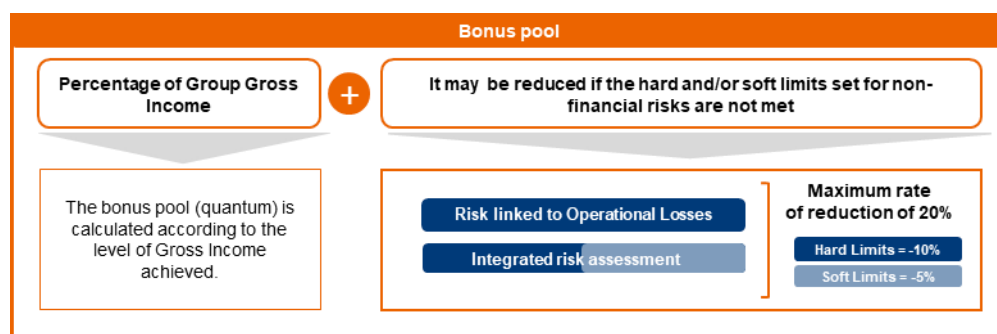 Bonus pool
Percentage of Group Gross
Income
+
It may be reduced if the hard and/or soft limits set for non-
financial risks are not met
The bonus pool (quantum) is
calculated according to the
level of Gross Income
achieved.
Risk linked to Operational Losses
Integrated risk assessment
Maximum rate
of reduction of 20%
Hard Limits = -10%
Soft Limits = -5%